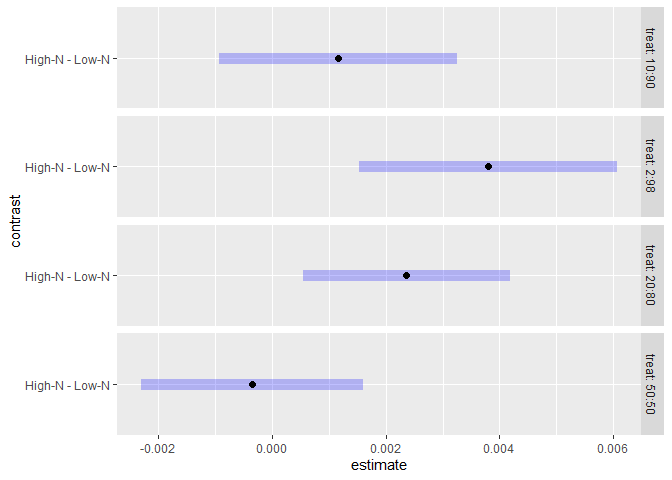 High-N - Low-N
treat: 10:90
High-N - Low-N
treat: 2:98
contrast
High-N - Low-N
treat: 20:80
High-N - Low-N
treat: 50:50
-0.002 0.000 0.002 0.004 0.006
estimate